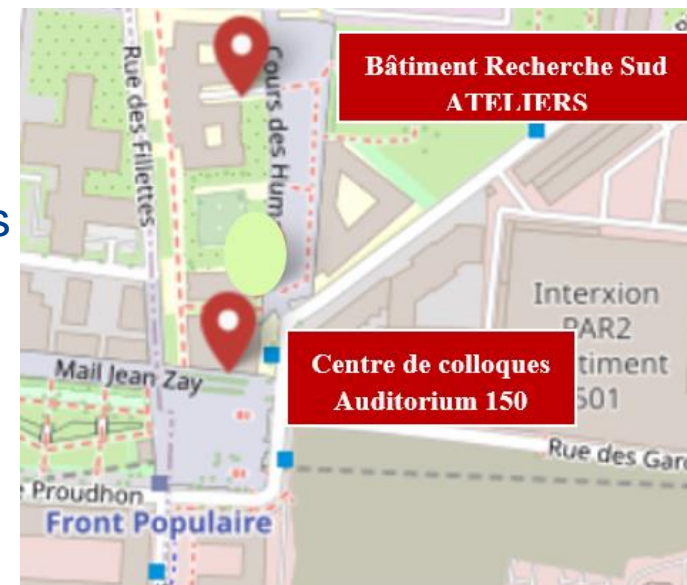 Bâtiment Recherche Sud
ATELIERS
Rue des Fillettes
Cours des Hum
s
Interxion
PAR2
timent
501
Centre de colloques
Auditorium 150
Mail Jean Zay
Rue des Gar
Proudhon
Front Populaire